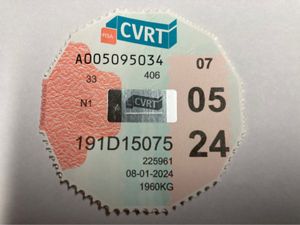 RSA CVRT
A005095034
33 406 07
N1 CVRT 05
191D15075 24
225961
08-01-2024
1960KG